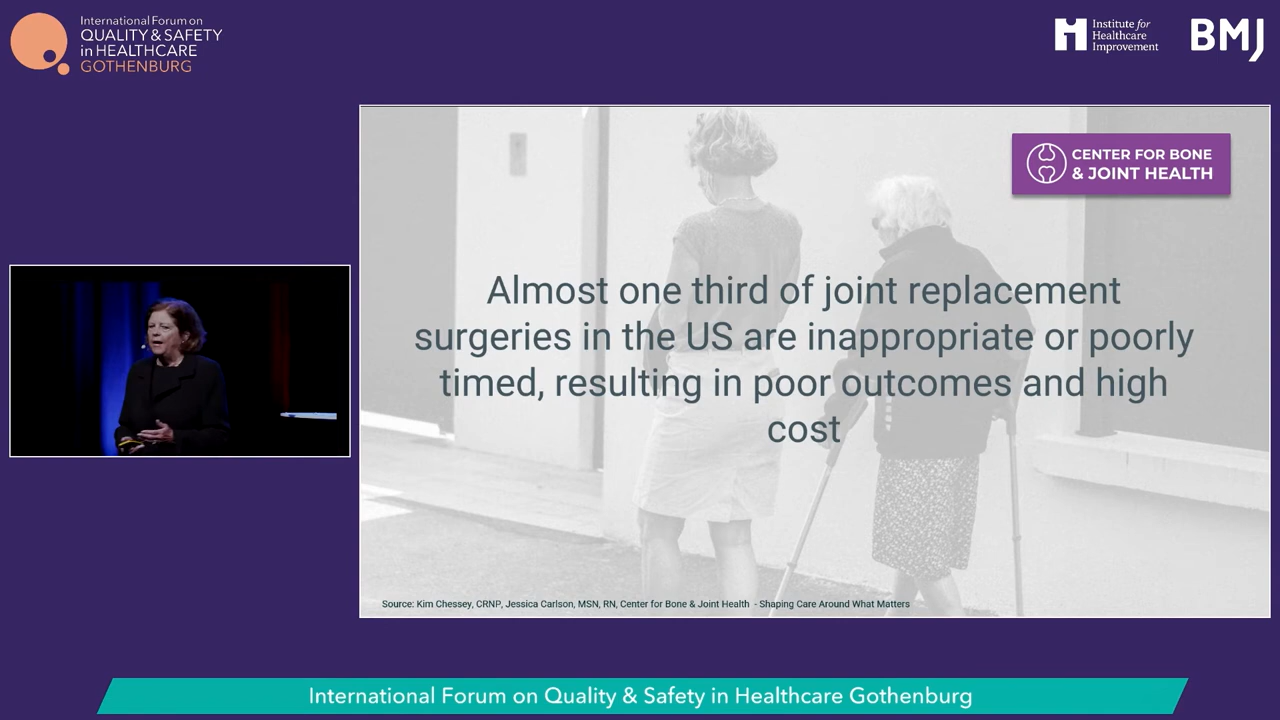 International Forum on
QUALITY & SAFETY
in HEALTHCARE
GOTHENBURG
Institute for
Healthcare
Improvement
BMJ
CENTER FOR BONE
& JOINT HEALTH
Almost one third of joint replacement
surgeries in the US are inappropriate or poorly
timed, resulting in poor outcomes and high
cost
Source: Kim Chessey, CRNP, Jessica Carlson, MSN, RN, Center for Bone & Joint Health - Shaping Care Around What Matters
International Forum on Quality & Safety in Healthcare Gothenburg